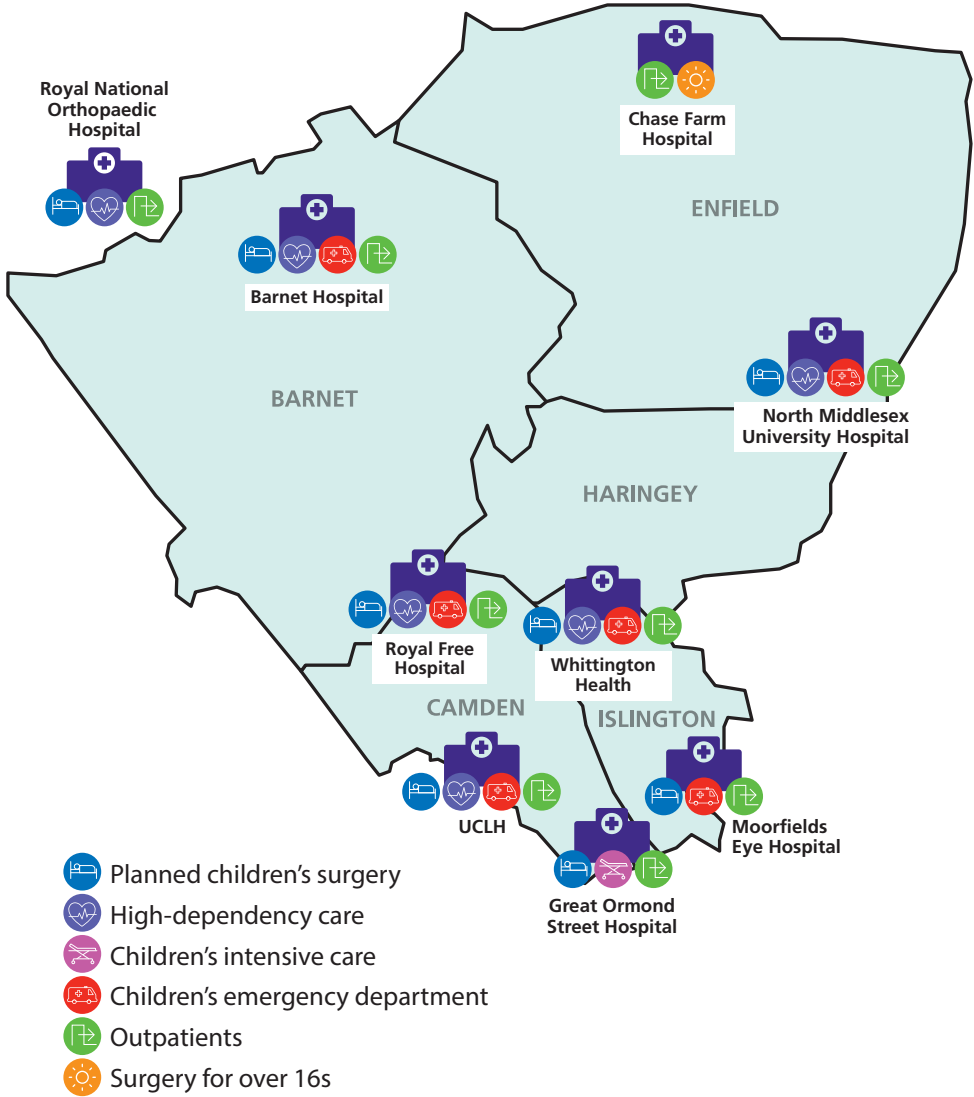 Royal National
Orthopaedic
Hospital
Chase Farm
Hospital
ENFIELD
Barnet Hospital
BARNET
North Middlesex
University Hospital
HARINGEY
Royal Free
Hospital
Whittington
Health
CAMDEN
ISLINGTON
UCLH
Moorfields
Eye Hospital
Great Ormond
Street Hospital
Planned children's surgery
High-dependency care
Children's intensive care
Children's emergency department
Outpatients
Surgery for over 16s